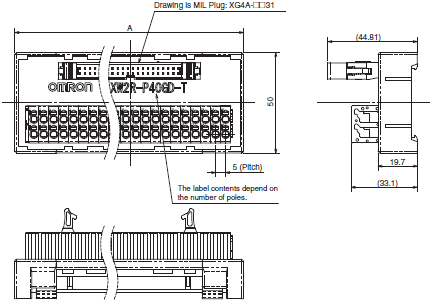 Drawing is MIL Plug: XG4A-□□31
A
(44.81)
OMRON XW2R-P40GD-T
50
5 (Pitch)
The label contents depend on
the number of poles.
19.7
(33.1)